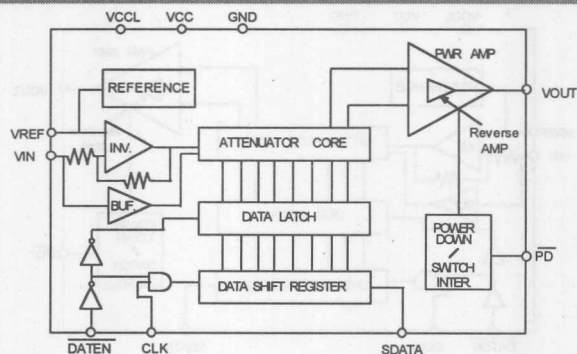 VCCL VCC GND
PWR AMP
REFERENCE
VOUT
VREF
INV.
ATTENUATOR CORE
Reverse
AMP
VIN
BUF.
DATA LATCH
POWER
DOWN
/
SWITCH
INTER.
PD
DATA SHIFT REGISTER
DATEN CLK SDATA